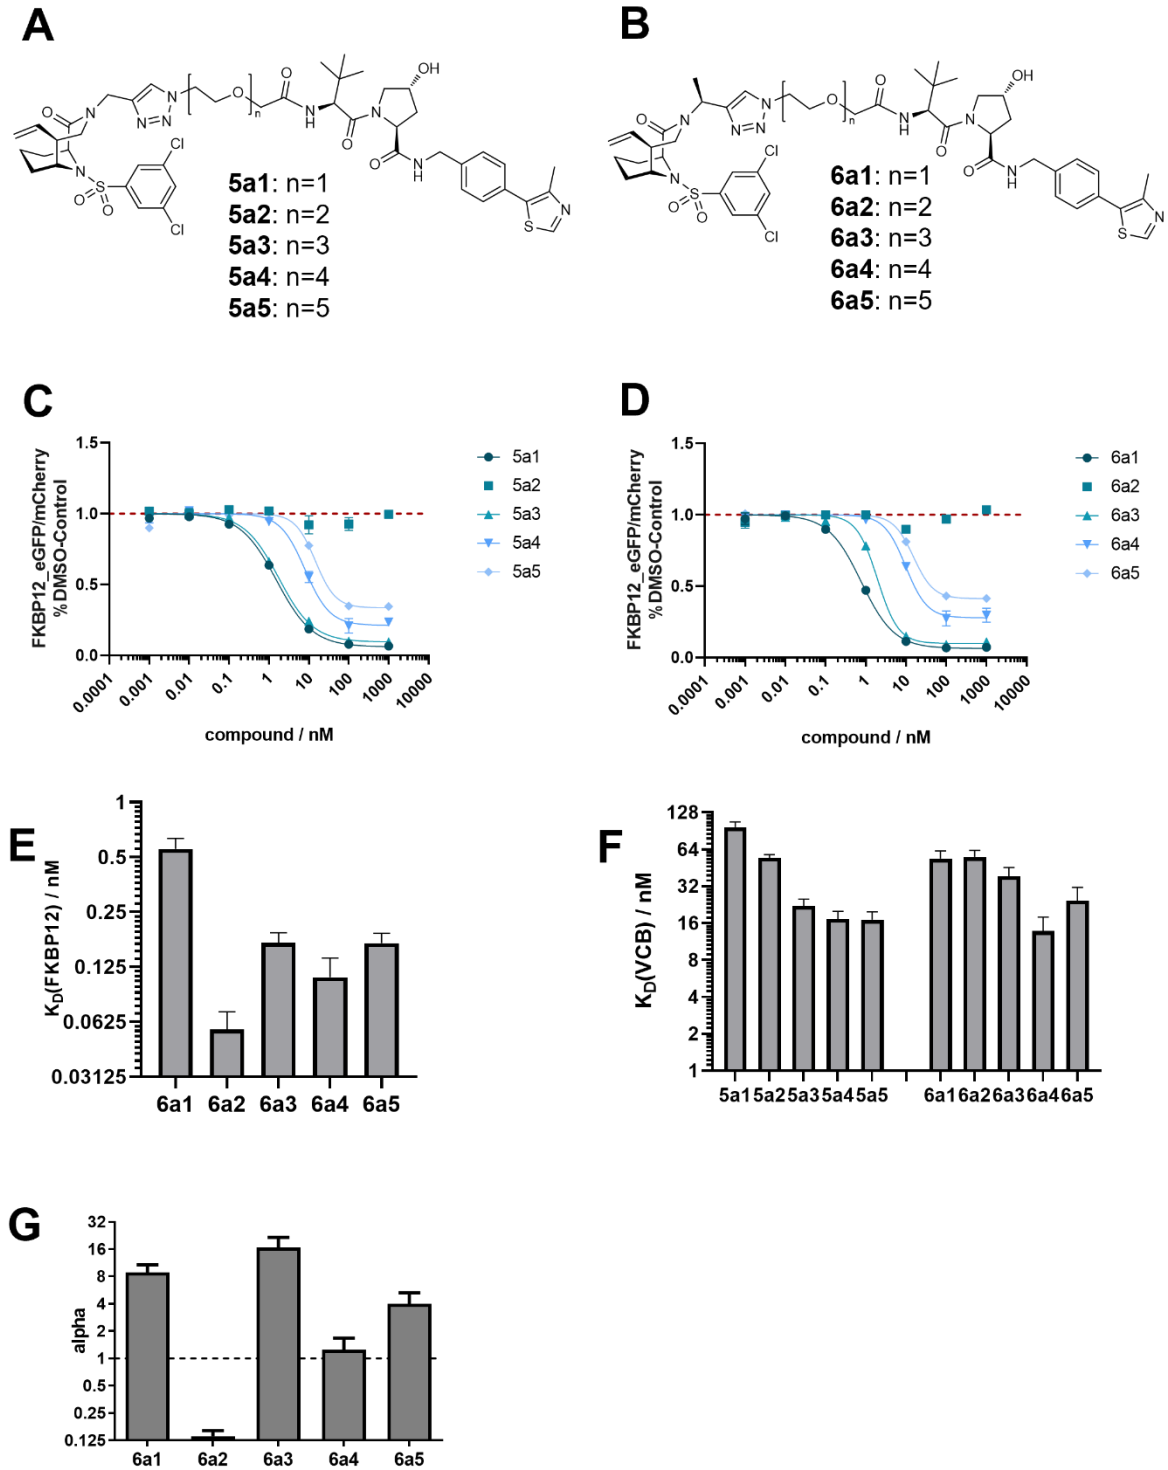 A
O
N
N
N=N
O
n
O
N
H
O
N
OH
O
NH
N
S
O O
Cl
Cl
S
N
5a1: n=1
5a2: n=2
5a3: n=3
5a4: n=4
5a5: n=5
B
O
N
N
N=N
O
n
O
N
H
O
N
OH
O
NH
N
S
O O
Cl
Cl
S
N
6a1: n=1
6a2: n=2
6a3: n=3
6a4: n=4
6a5: n=5
C
FKBP12_eGFP/mCherry
% DMSO-Control
1.5
1.0
0.5
0.0
0.0001
0.001
0.01
0.1
1
10
100
1000
10000
compound / nM
5a1
5a2
5a3
5a4
5a5
D
FKBP12_eGFP/mCherry
% DMSO-Control
1.5
1.0
0.5
0.0
0.0001
0.001
0.01
0.1
1
10
100
1000
10000
compound / nM
6a1
6a2
6a3
6a4
6a5
E
KD(FKBP12) / nM
1
0.5
0.25
0.125
0.0625
0.03125
6a1 6a2 6a3 6a4 6a5
F
KD(VCB) / nM
128
64
32
16
8
4
2
1
5a1 5a2 5a3 5a4 5a5 6a1 6a2 6a3 6a4 6a5
G
alpha
32
16
8
4
2
1
0.5
0.25
0.125
6a1 6a2 6a3 6a4 6a5